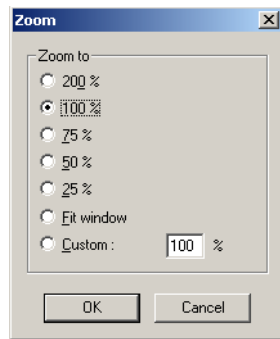 Zoom
Zoom to
200 %
100 %
75 %
50 %
25 %
Fit window
Custom : 100 %
OK Cancel